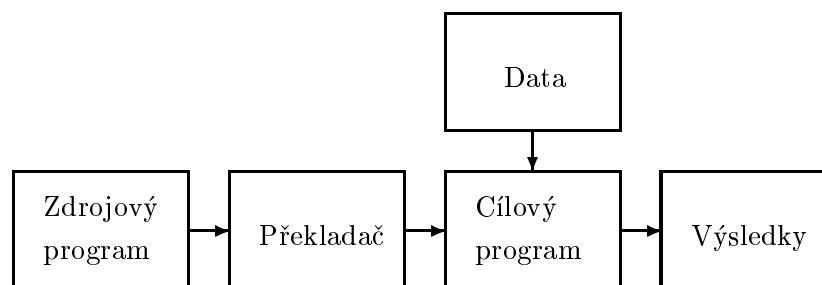 Data
Zdrojový
program
Překladač
Cílový
program
Výsledky